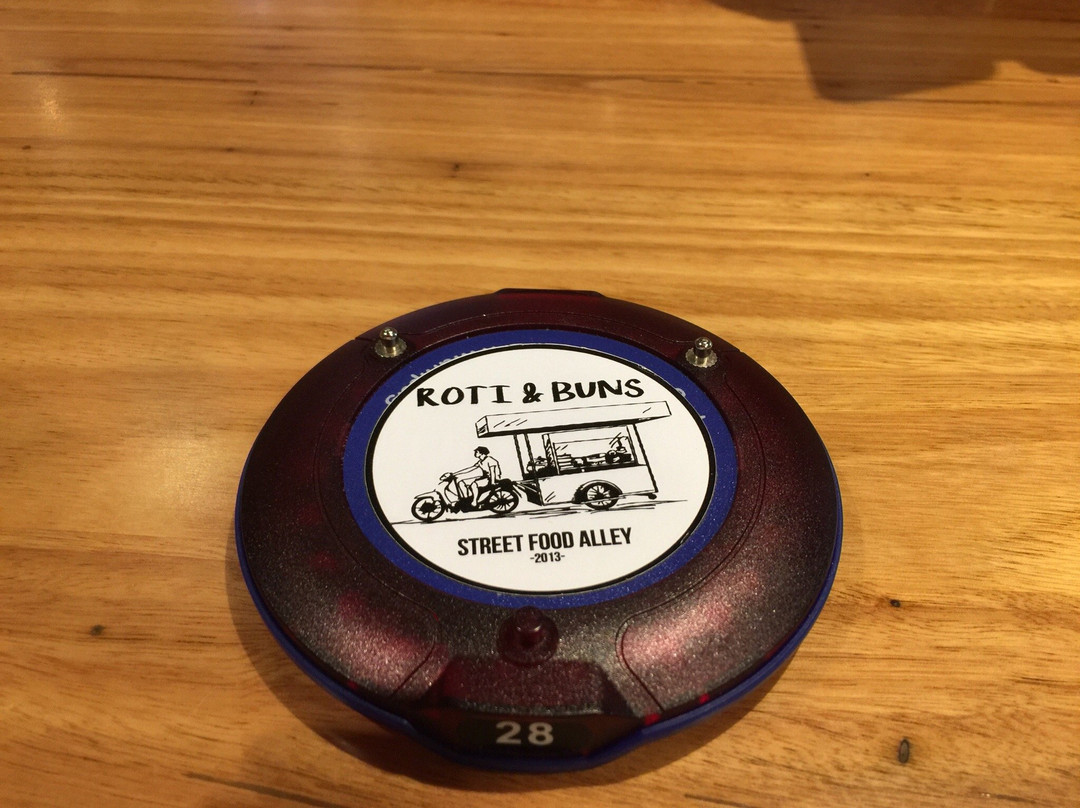 ROTI & BUNS
STREET FOOD ALLEY
-2013-
28